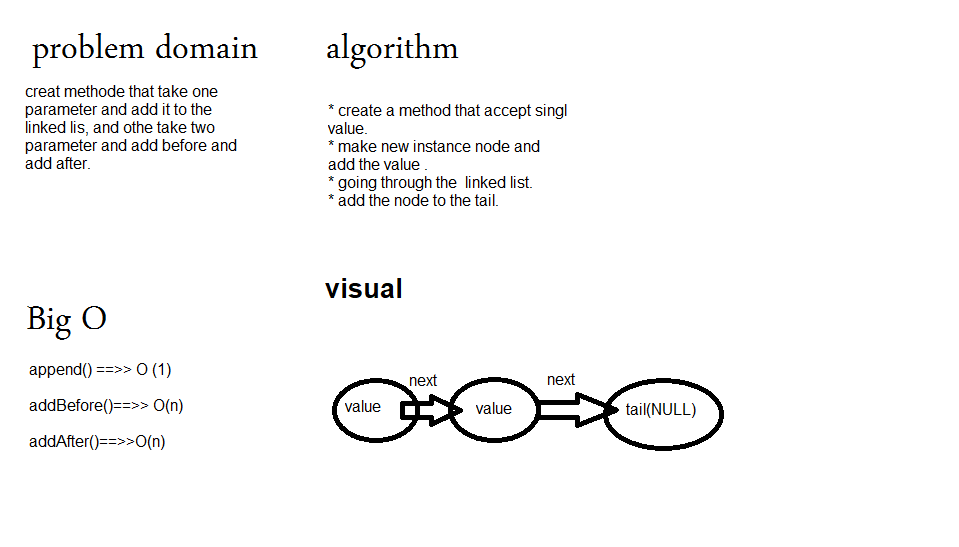 problem domain
creat methode that take one
parameter and add it to the
linked lis, and othe take two
parameter and add before and
add after.
algorithm
* create a method that accept singl
value.
* make new instance node and
add the value .
* going through the  linked list.
* add the node to the tail.
Big O
append() ==>> O (1)
addBefore()==>> O(n)
addAfter()==>>O(n)
visual
next
next
value
value
tail(NULL)